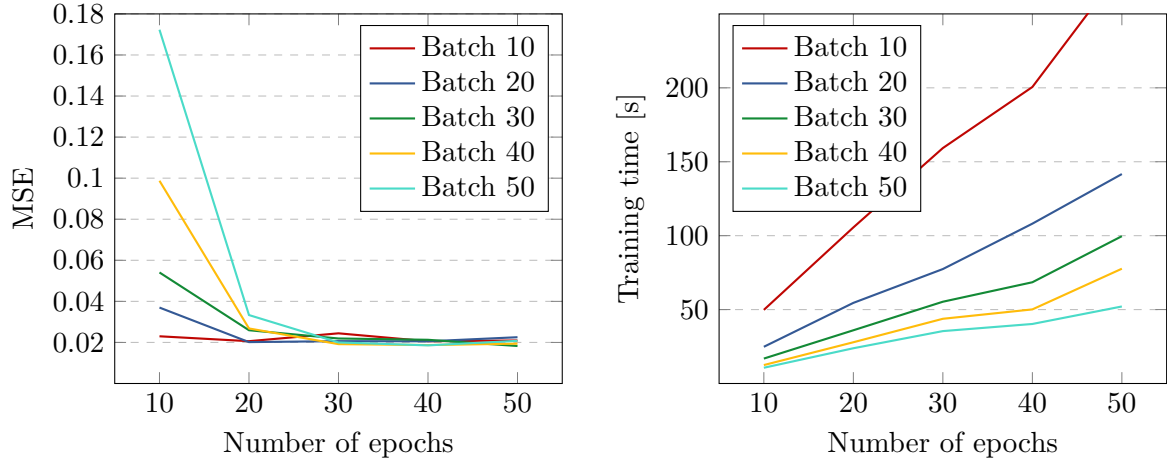 0.18
0.16
0.14
0.12
0.1
0.08
0.06
0.04
0.02
MSE
10 20 30 40 50
Number of epochs
Batch 10
Batch 20
Batch 30
Batch 40
Batch 50
200
150
100
50
Training time [s]
10 20 30 40 50
Number of epochs
Batch 10
Batch 20
Batch 30
Batch 40
Batch 50